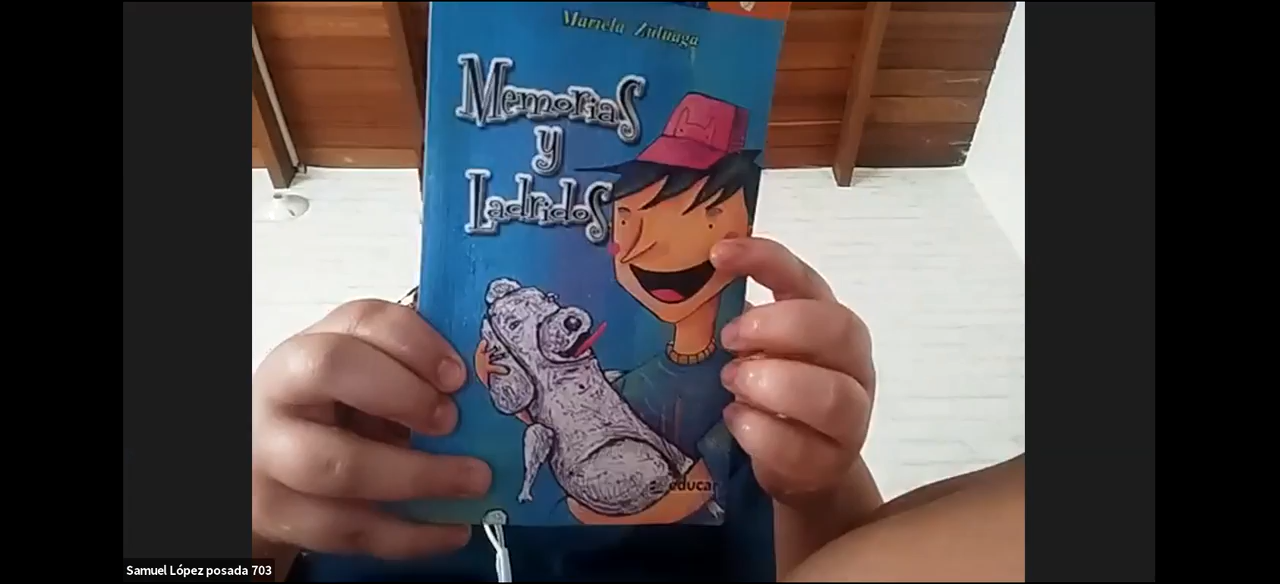 Mariela Zuluaga
Memorias
y
Ladridos
educar
Samuel López posada 703